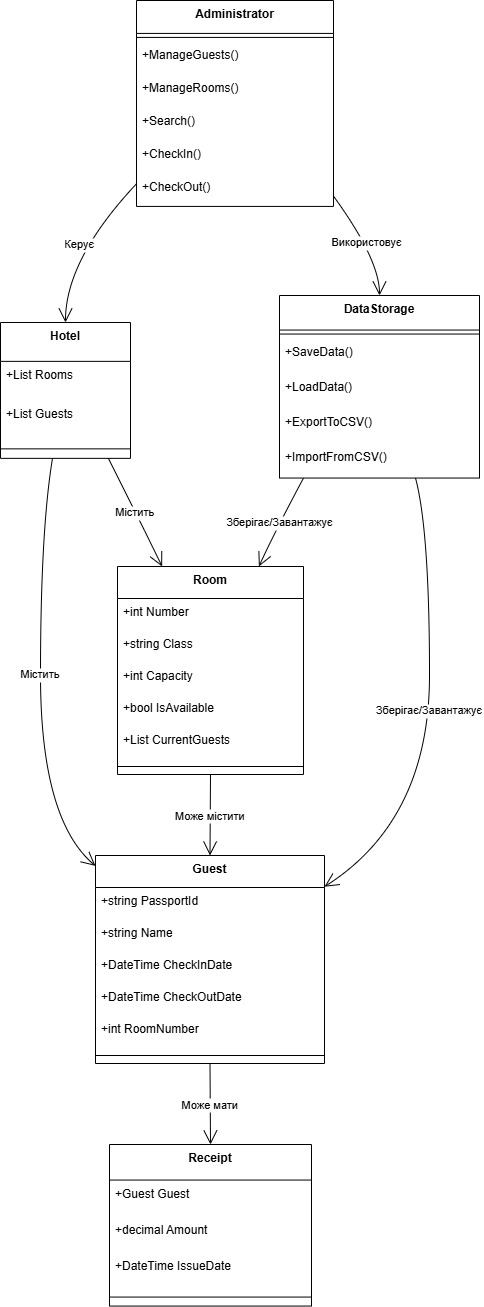 Administrator
+ManageGuests()
+ManageRooms()
+Search()
+CheckIn()
+CheckOut()
Керує
Використовує
Hotel
+List Rooms
+List Guests
DataStorage
+SaveData()
+LoadData()
+ExportToCSV()
+ImportFromCSV()
Містить
Зберігає/Завантажує
Room
+int Number
+string Class
+int Capacity
+bool IsAvailable
+List CurrentGuests
Містить
Зберігає/Завантажує
Може містити
Guest
+string PassportId
+string Name
+DateTime CheckInDate
+DateTime CheckOutDate
+int RoomNumber
Може мати
Receipt
+Guest Guest
+decimal Amount
+DateTime IssueDate